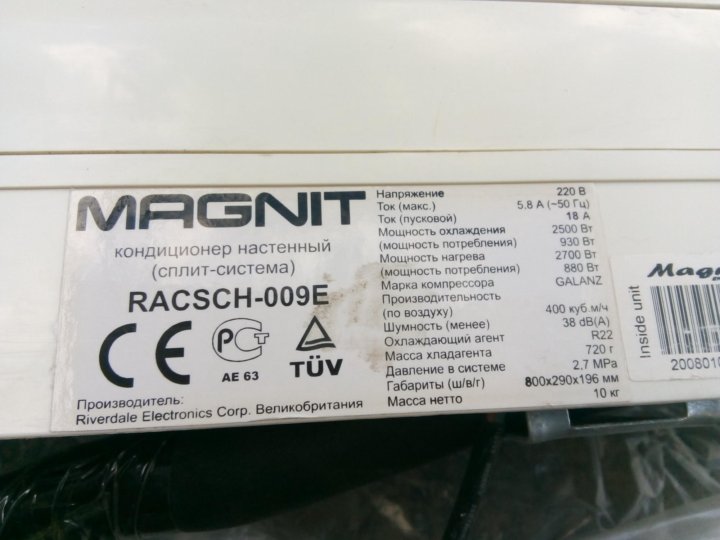 MAGNIT
кондиционер настенный
(сплит-система)
RACSCH-009E
CE PCT TÜV
AE 63
Производитель:
Riverdale Electronics Corp. Великобритания
Напряжение 220 В
Ток (макс.) 5.8 А (~50 Гц)
Ток (пусковой) 18 А
Мощность охлаждения 2500 Вт
(мощность потребления) 930 Вт
Мощность нагрева 2700 Вт
(мощность потребления) 880 Вт
Марка компрессора GALANZ
Производительность
(по воздуху) 400 куб.м/ч
Шумность (менее) 38 dB(A)
Охлаждающий агент R22
Масса хладагента 720 г
Давление в системе 2.7 MPa
Габариты (ш/в/г) 800x290x196 мм
Масса нетто 10 кг
Inside unit